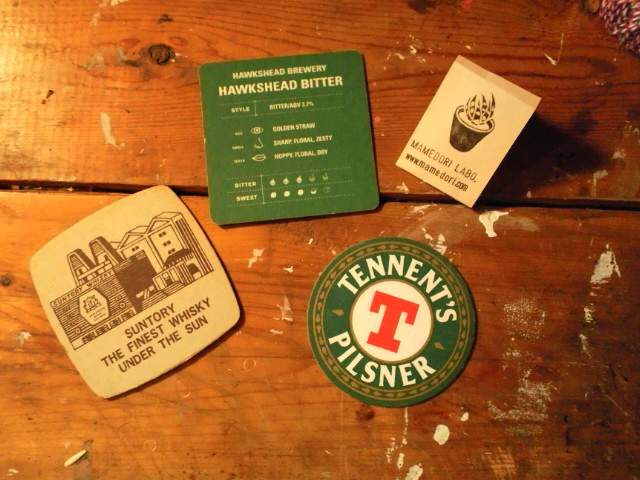 HAWKSHEAD BREWERY
HAWKSHEAD BITTER
STYLE BITTER/ABV 3.7%
GOLDEN STRAW
SHARP, FLORAL, ZESTY
HOPPY, FLORAL, DRY
BITTER
SWEET
MAMEDORI LABO.
www.mamedori.com
SUNTORY
THE FINEST WHISKY
UNDER THE SUN
TENNENT'S
T
PILSNER